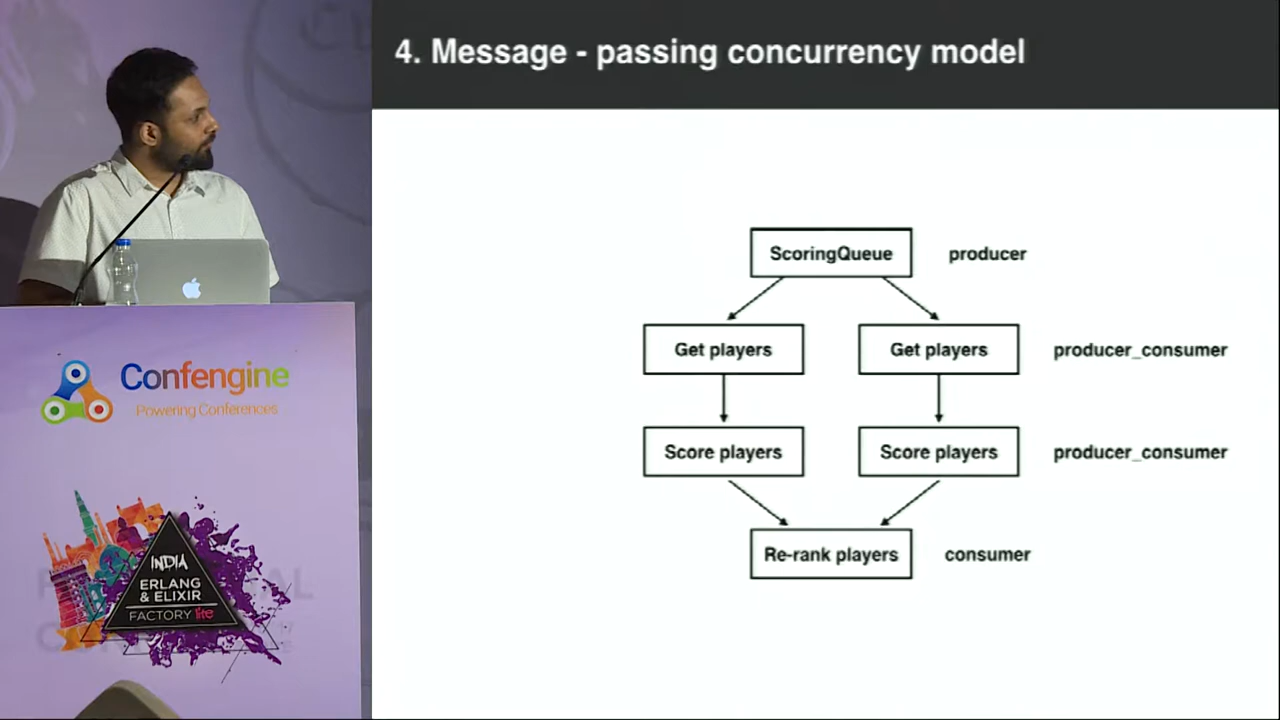 4. Message - passing concurrency model
ScoringQueue producer
Get players Get players producer_consumer
Score players Score players producer_consumer
Re-rank players consumer
Confengine
Powering Conferences
INDIA
ERLANG
& ELIXIR
FACTORY lite